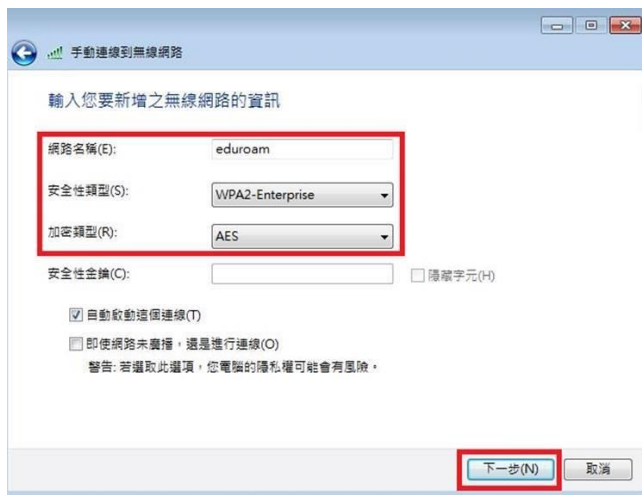 手動連線到無線網路
輸入您要新增之無線網路的資訊
網路名稱(E): eduroam
安全性類型(S): WPA2-Enterprise
加密類型(R): AES
安全性金鑰(C): 隱藏字元(H)
自動啟動這個連線(T)
即使網路未廣播，還是進行連線(O)
警告: 若選取此選項，您電腦的隱私權可能會有風險。
下一步(N) 取消